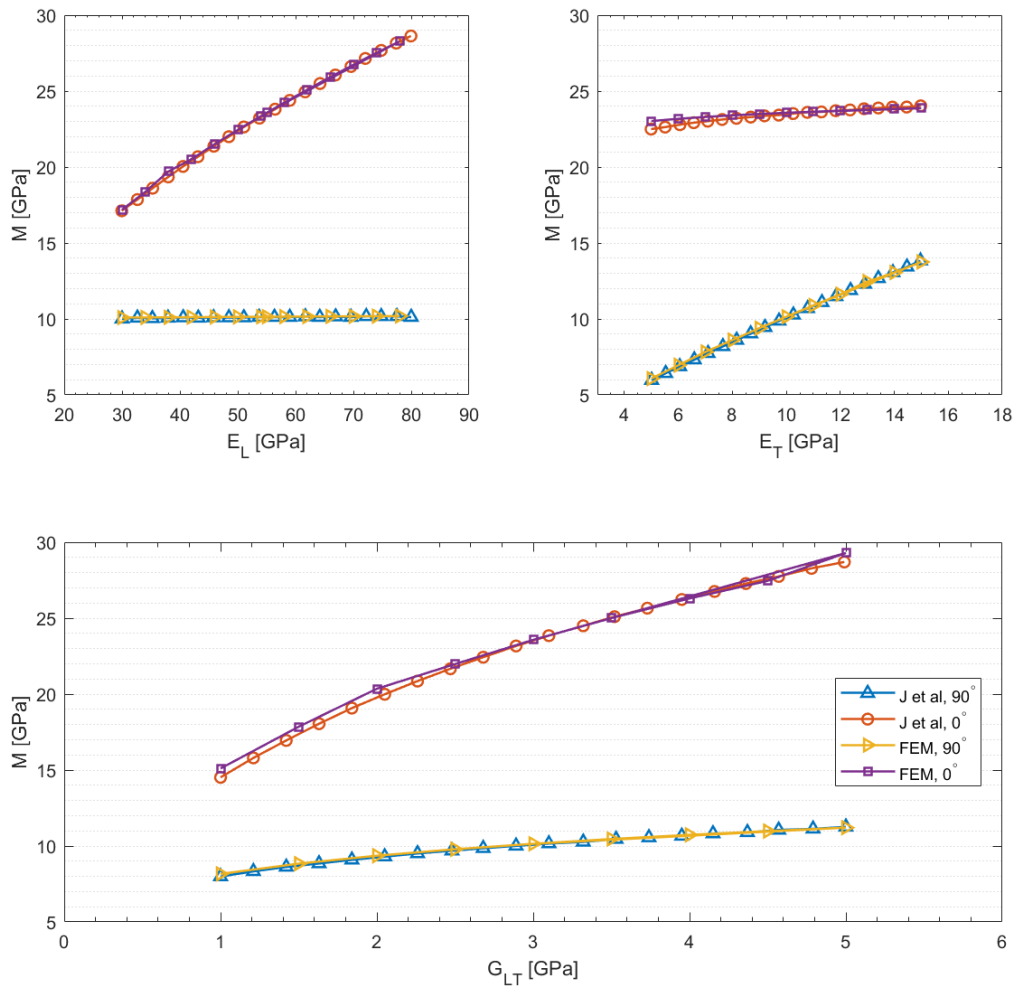 30
25
20
15
10
5
M [GPa]
20 30 40 50 60 70 80 90
E_L [GPa]
30
25
20
15
10
5
M [GPa]
4 6 8 10 12 14 16 18
E_T [GPa]
30
25
20
15
10
5
M [GPa]
0 1 2 3 4 5 6
G_LT [GPa]
J et al, 90°
J et al, 0°
FEM, 90°
FEM, 0°